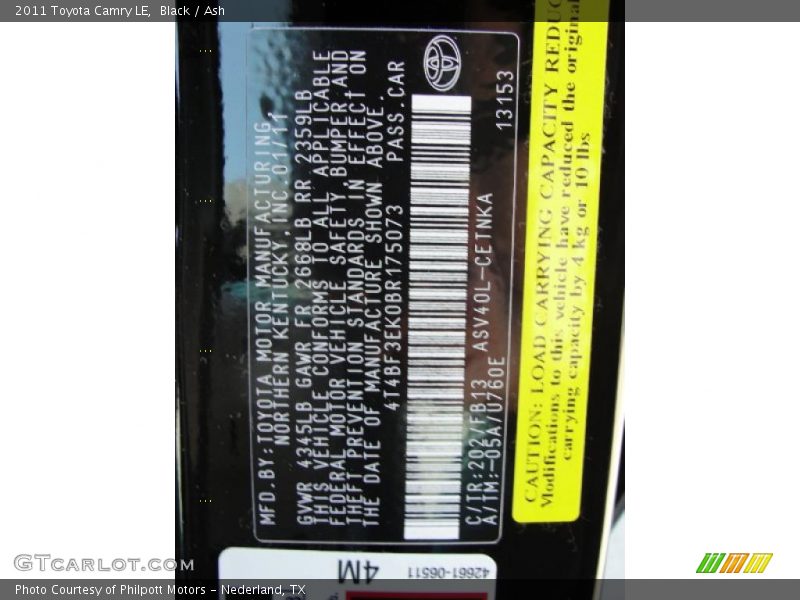 2011 Toyota Camry LE, Black / Ash
MFD.BY:TOYOTA MOTOR MANUFACTURING,
NORTHERN KENTUCKY,INC.01/11
GVWR 4345LB GAWR FR 2668LB RR 2359LB
THIS VEHICLE CONFORMS TO ALL APPLICABLE
FEDERAL MOTOR VEHICLE SAFETY,BUMPER AND
THEFT PREVENTION STANDARDS IN EFFECT ON
THE DATE OF MANUFACTURE SHOWN ABOVE.
4T4BF3EK0BR175073 PASS.CAR
C/TR:202/FB13 ASV40L-CETNKA
A/TM:-05A/U760E
13153
CAUTION: LOAD CARRYING CAPACITY REDUC
Modifications to this vehicle have reduced the original
carrying capacity by 4 kg or 10 lbs
4M
42661-06511
GTCarLot.com
Photo Courtesy of Philpott Motors - Nederland, TX